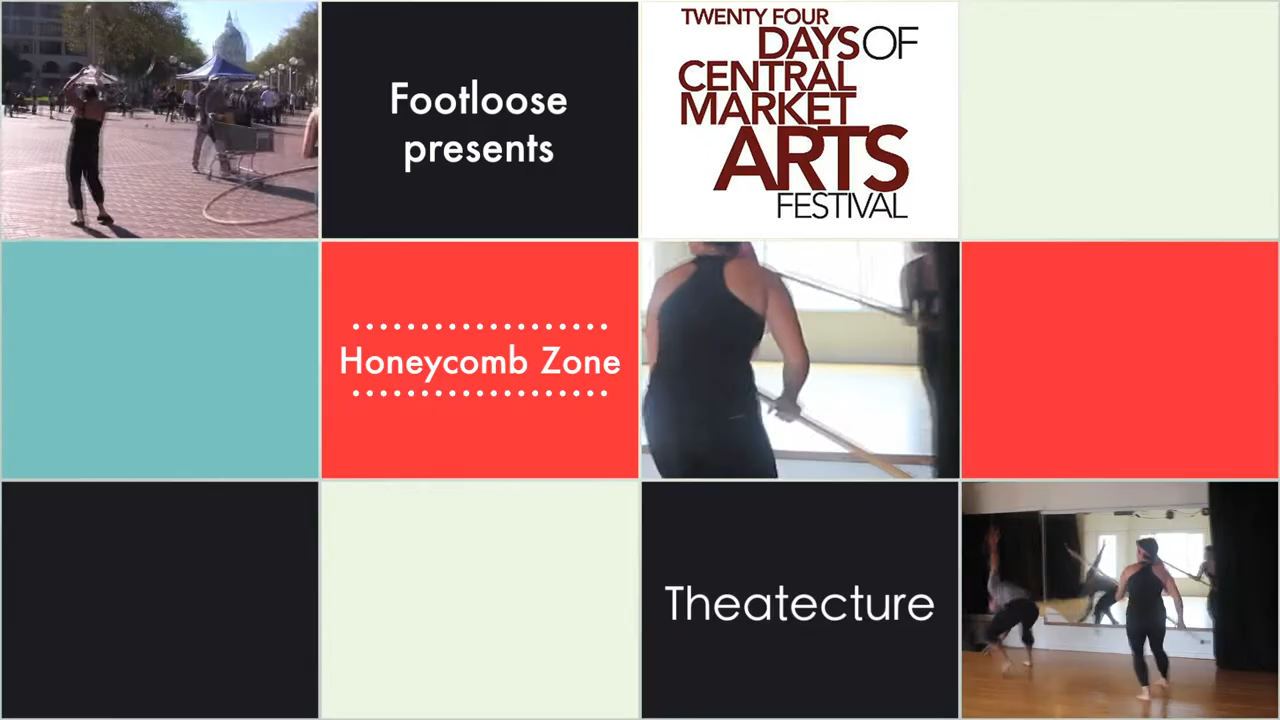 Footloose
presents
TWENTY FOUR
DAYS OF
CENTRAL
MARKET
ARTS
FESTIVAL
Honeycomb Zone
Theatecture